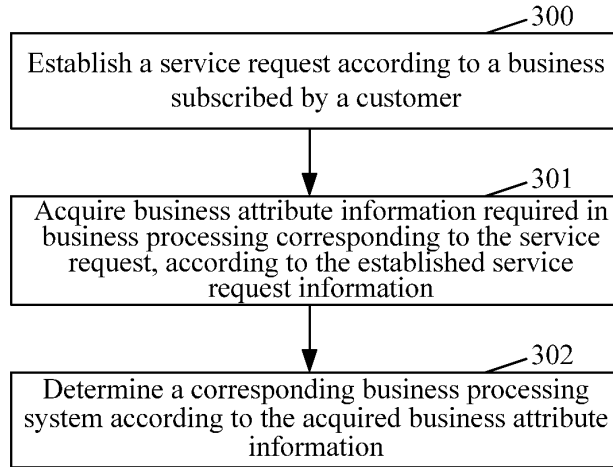 300
Establish a service request according to a business
subscribed by a customer
301
Acquire business attribute information required in
business processing corresponding to the service
request, according to the established service
request information
302
Determine a corresponding business processing
system according to the acquired business attribute
information